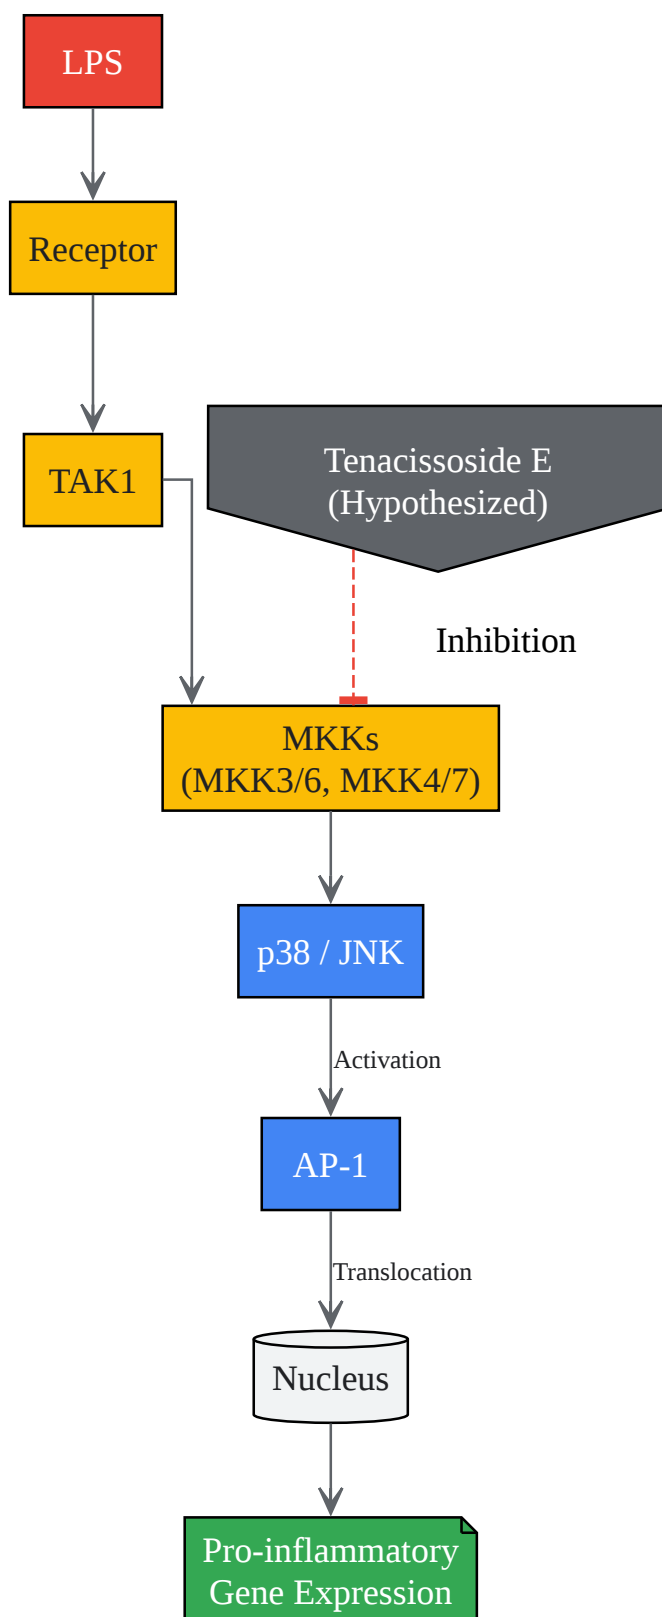 LPS
Receptor
TAK1
Tenacissoside E
(Hypothesized)
Inhibition
MKKs
(MKK3/6, MKK4/7)
p38 / JNK
Activation
AP-1
Translocation
Nucleus
Pro-inflammatory
Gene Expression